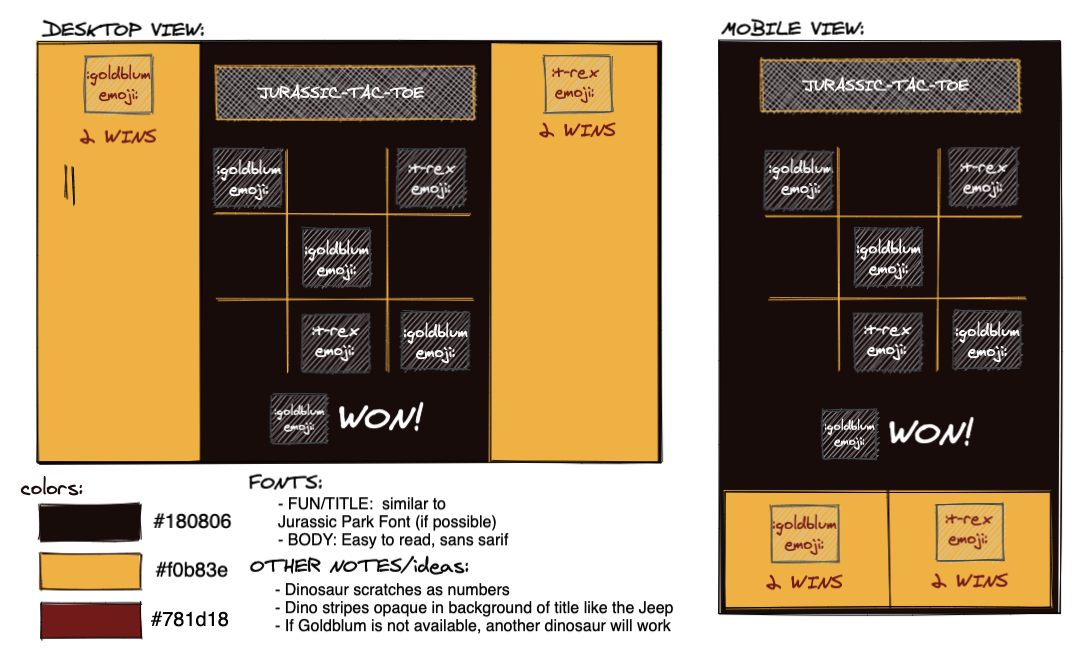 DESKTOP VIEW:
:goldblum
emoji:
2 WINS
JURASSIC-TAC-TOE
:t-rex
emoji:
2 WINS
:goldblum
emoji:
:t-rex
emoji:
:goldblum
emoji:
:t-rex
emoji:
:goldblum
emoji:
:goldblum
emoji:
WON!
MOBILE VIEW:
JURASSIC-TAC-TOE
:goldblum
emoji:
:t-rex
emoji:
:goldblum
emoji:
:t-rex
emoji:
:goldblum
emoji:
:goldblum
emoji:
WON!
:goldblum
emoji:
2 WINS
:t-rex
emoji:
2 WINS
colors:
#180806
#f0b83e
#781d18
FONTS:
- FUN/TITLE: similar to
Jurassic Park Font (if possible)
- BODY: Easy to read, sans sarif
OTHER NOTES/ideas:
- Dinosaur scratches as numbers
- Dino stripes opaque in background of title like the Jeep
- If Goldblum is not available, another dinosaur will work